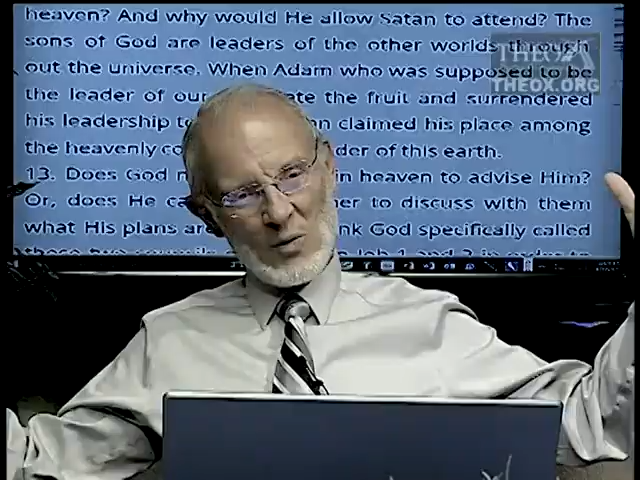 heaven? And why would He allow Satan to attend? The
sons of God are leaders of the other worlds through
out the universe. When Adam who was supposed to be
the leader of our ate the fruit and surrendered
his leadership claimed his place among
the heavenly der of this earth.
13. Does God in heaven to advise Him?
Or, does He to discuss with them
what His plans are God specifically called
THEOX.ORG